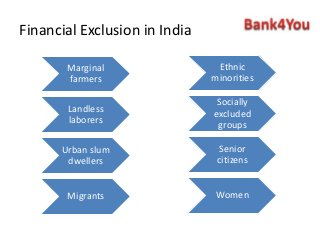 Financial Exclusion in India
Bank4You
Marginal
farmers
Landless
laborers
Urban slum
dwellers
Migrants
Ethnic
minorities
Socially
excluded
groups
Senior
citizens
Women